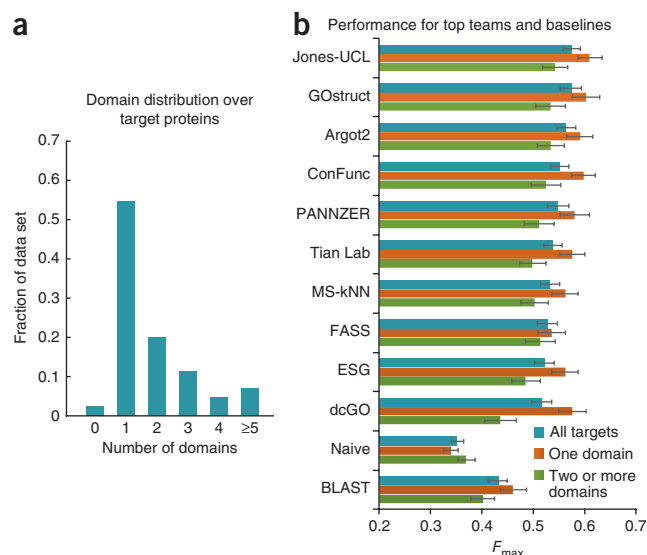 a
Domain distribution over
target proteins
Fraction of data set
0.7
0.6
0.5
0.4
0.3
0.2
0.1
0
0 1 2 3 4 ≥5
Number of domains
b
Performance for top teams and baselines
Jones-UCL
GOstruct
Argot2
ConFunc
PANNZER
Tian Lab
MS-kNN
FASS
ESG
dcGO
Naive
BLAST
All targets
One domain
Two or more
domains
0.2 0.3 0.4 0.5 0.6 0.7
Fmax